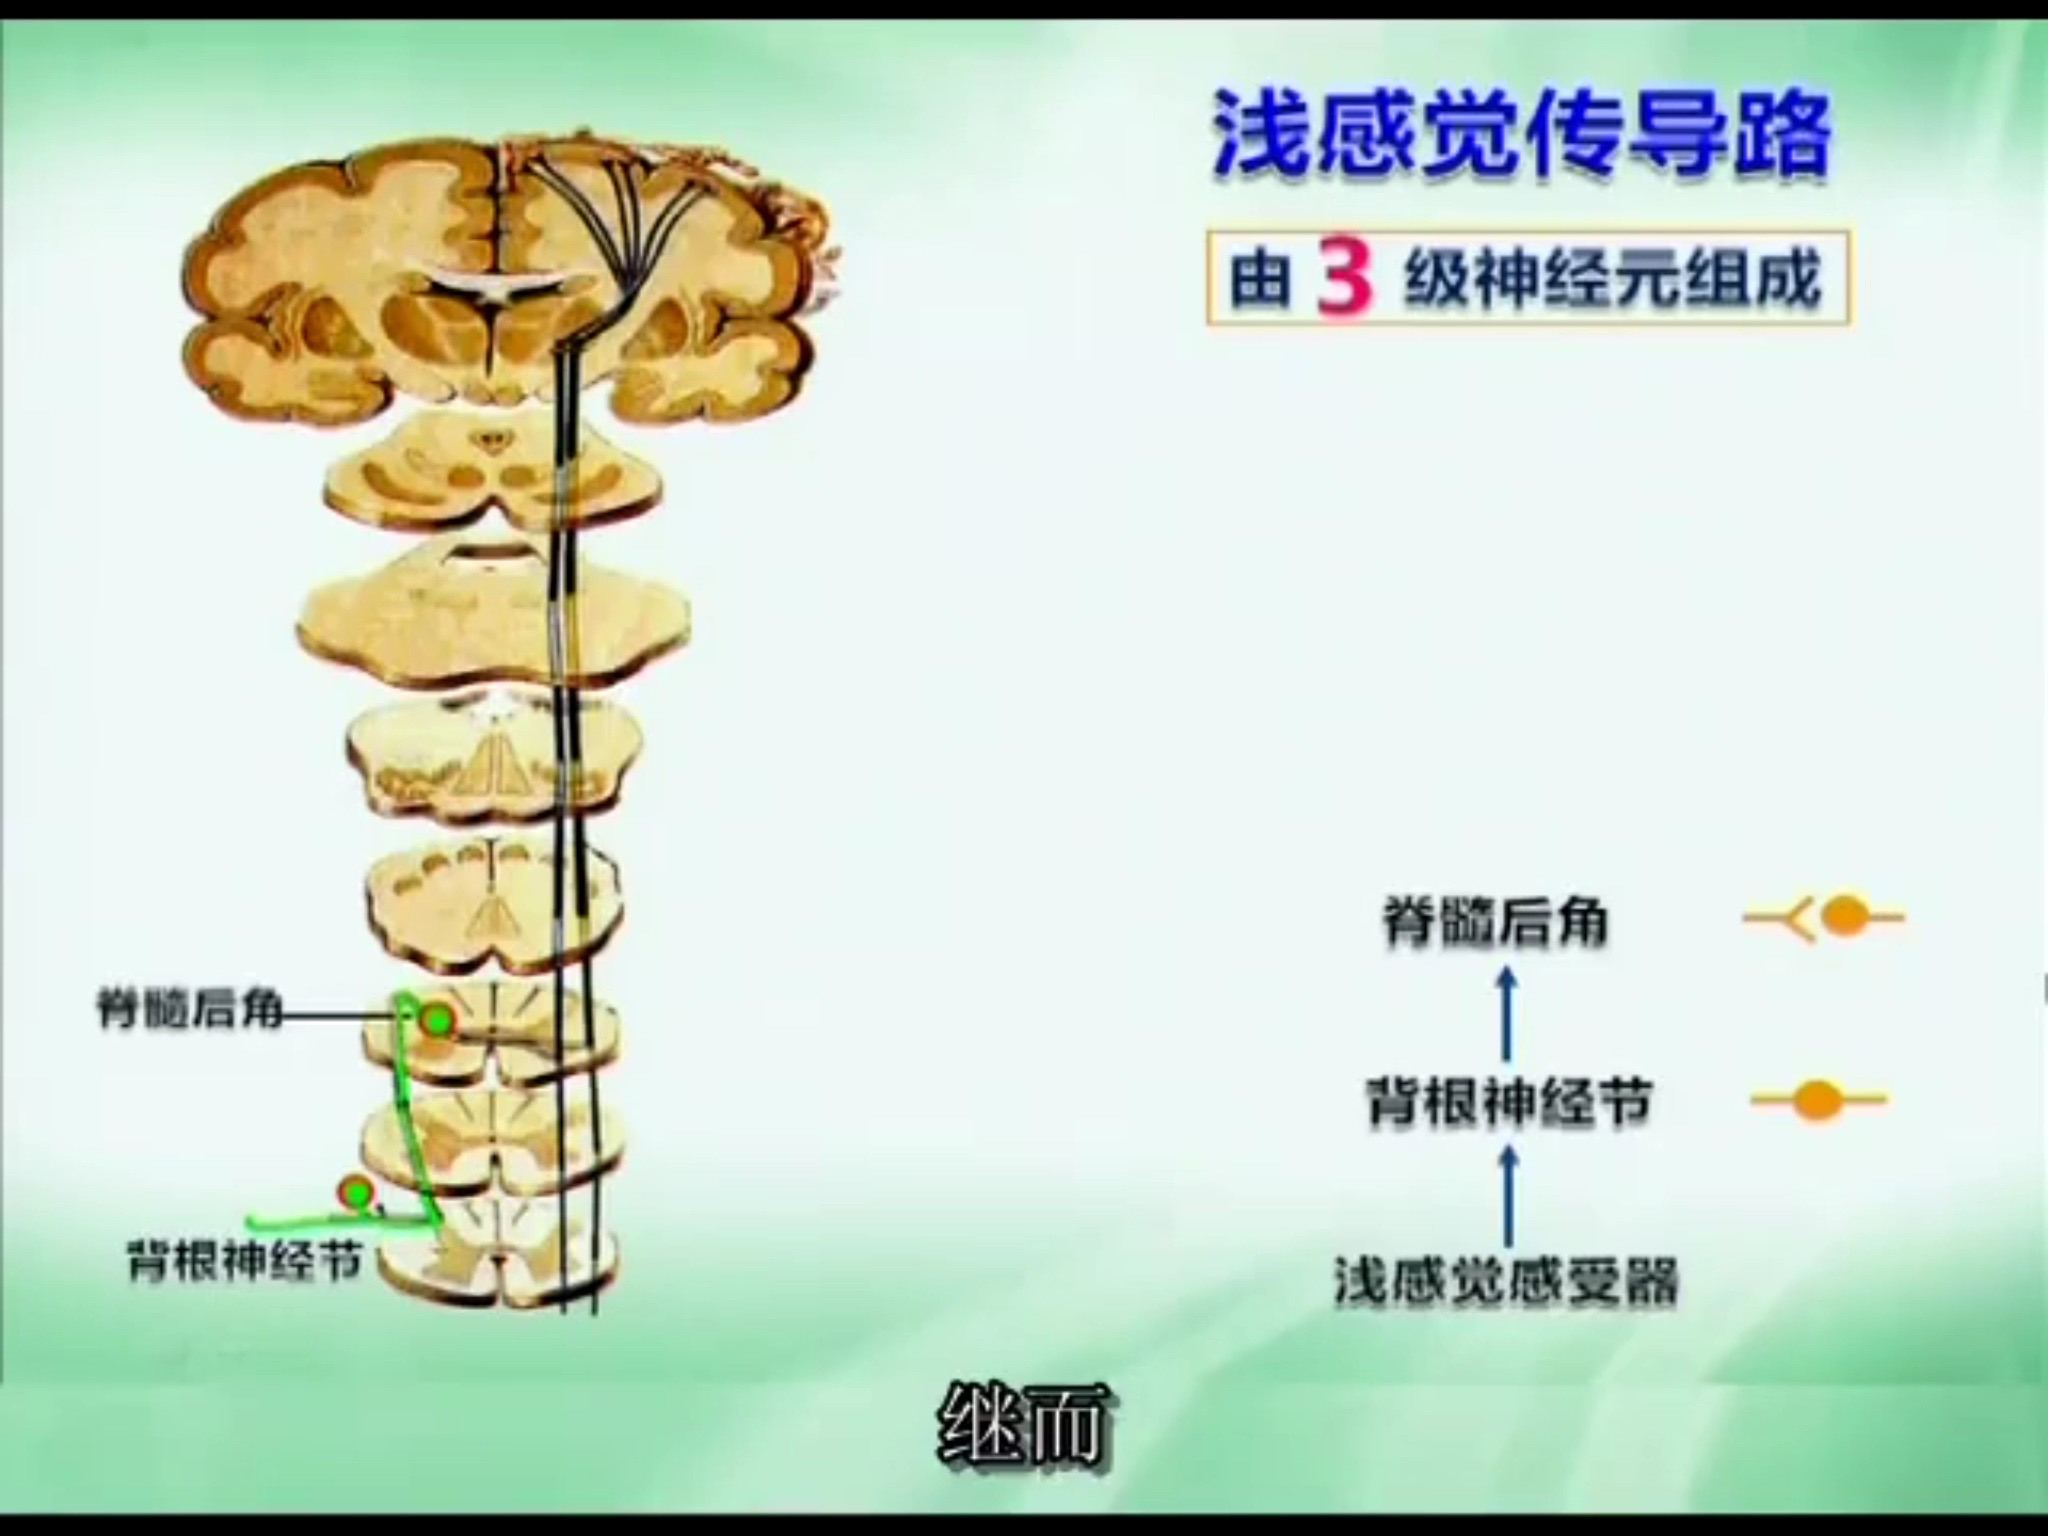 浅感觉传导路
由3级神经元组成
脊髓后角
背根神经节
浅感觉感受器
脊髓后角
背根神经节
继而